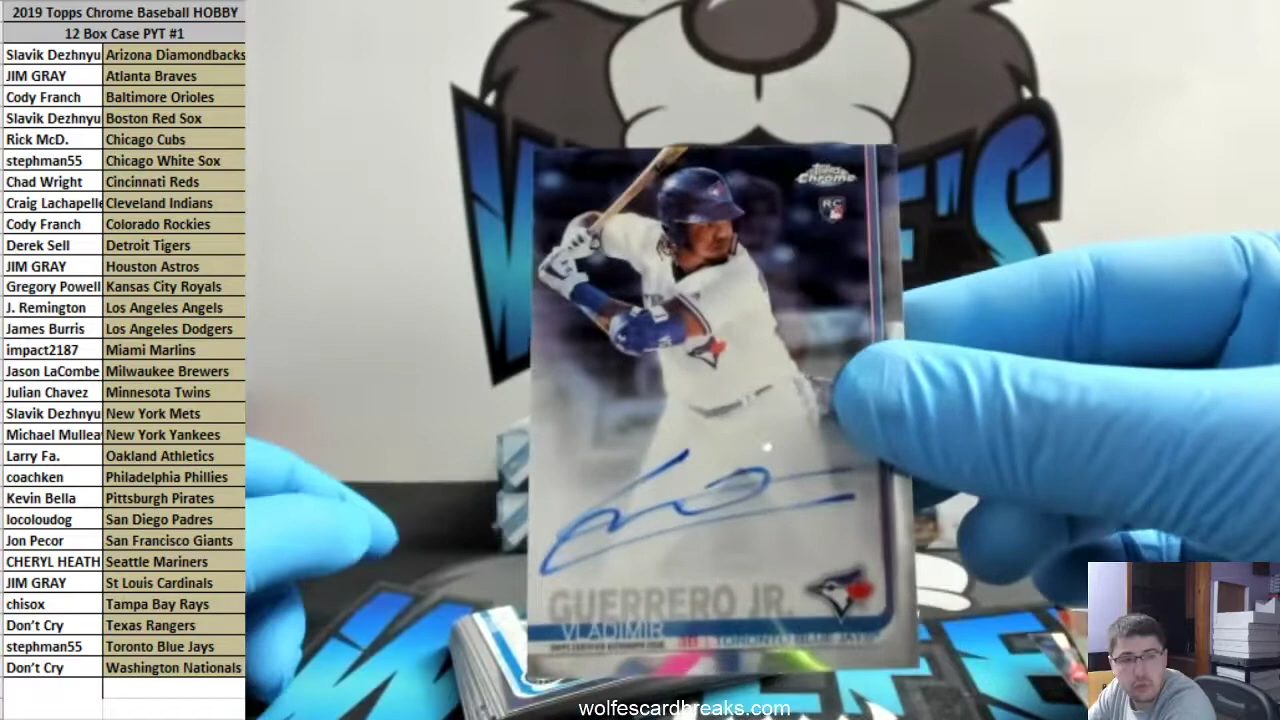 2019 Topps Chrome Baseball HOBBY
12 Box Case PYT #1
Slavik Dezhnyu Arizona Diamondbacks
JIM GRAY Atlanta Braves
Cody Franch Baltimore Orioles
Slavik Dezhnyu Boston Red Sox
Rick McD. Chicago Cubs
stephman55 Chicago White Sox
Chad Wright Cincinnati Reds
Craig Lachapelle Cleveland Indians
Cody Franch Colorado Rockies
Derek Sell Detroit Tigers
JIM GRAY Houston Astros
Gregory Powell Kansas City Royals
J. Remington Los Angeles Angels
James Burris Los Angeles Dodgers
impact2187 Miami Marlins
Jason LaCombe Milwaukee Brewers
Julian Chavez Minnesota Twins
Slavik Dezhnyu New York Mets
Michael Mullea New York Yankees
Larry Fa. Oakland Athletics
coachken Philadelphia Phillies
Kevin Bella Pittsburgh Pirates
locoloudog San Diego Padres
Jon Pecor San Francisco Giants
CHERYL HEATH Seattle Mariners
JIM GRAY St Louis Cardinals
chisox Tampa Bay Rays
Don't Cry Texas Rangers
stephman55 Toronto Blue Jays
Don't Cry Washington Nationals
Topps Chrome
RC
GUERRERO JR.
VLADIMIR
3B | TORONTO BLUE JAYS
TOPPS CERTIFIED AUTOGRAPH ISSUE
wolfescardbreaks.com